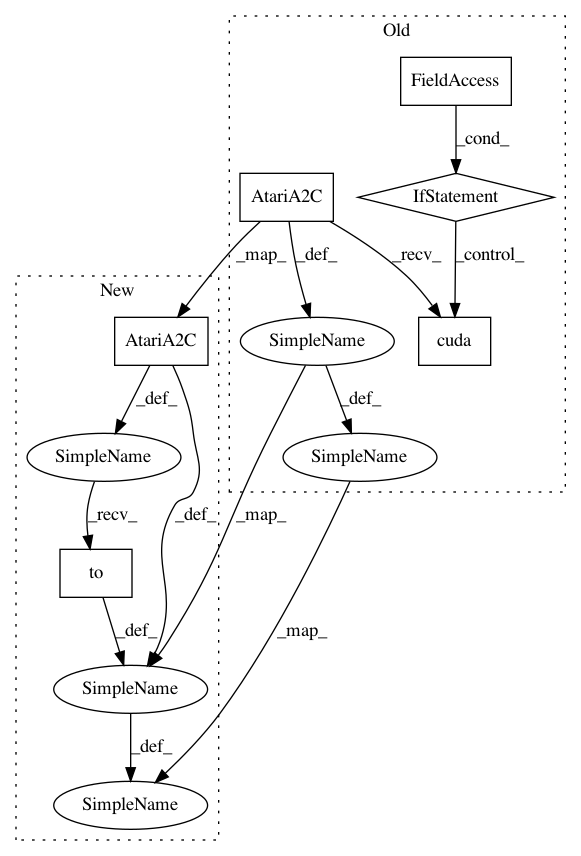 Old
FieldAccess
_cond_
AtariA2C
IfStatement
_map_
_def_
_recv_
_control_
New
AtariA2C
SimpleName
cuda
_def_
_def_
SimpleName
SimpleName
_recv_
_def_
_map_
to
_def_
_map_
SimpleName
_def_
SimpleName